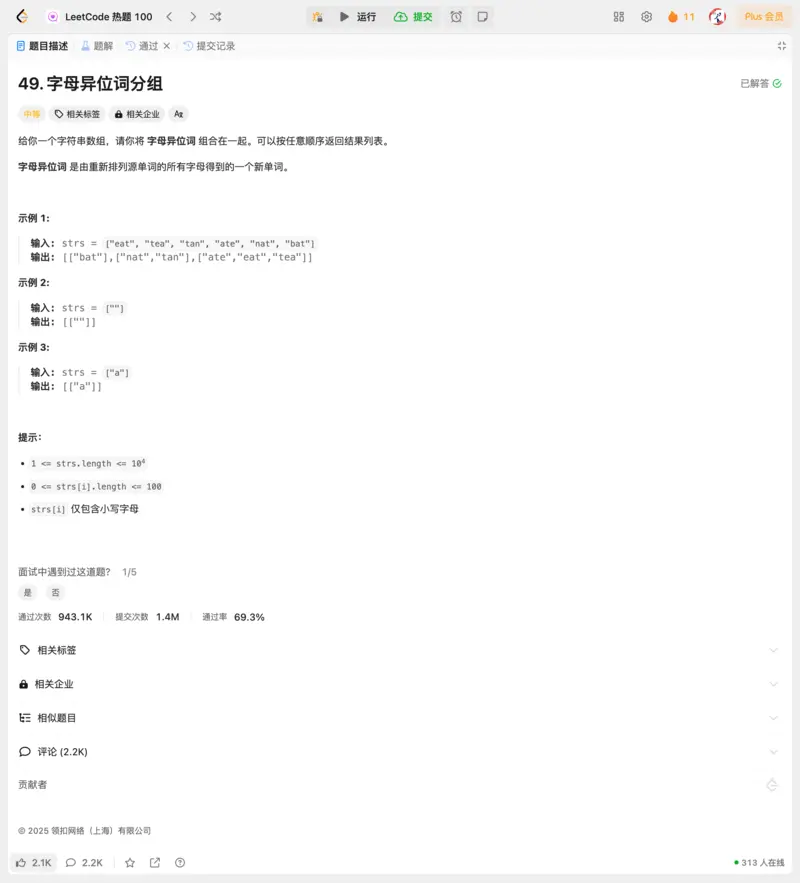 LeetCode 热题 100
运行
提交
11
Plus 会员
题目描述
题解
通过
提交记录
49. 字母异位词分组
已解答
中等
相关标签
相关企业
Ax
给你一个字符串数组，请你将 字母异位词 组合在一起。可以按任意顺序返回结果列表。
字母异位词 是由重新排列源单词的所有字母得到的一个新单词。
示例 1:
输入: strs = ["eat", "tea", "tan", "ate", "nat", "bat"]
输出: [["bat"],["nat","tan"],["ate","eat","tea"]]
示例 2:
输入: strs = [""]
输出: [[""]]
示例 3:
输入: strs = ["a"]
输出: [["a"]]
提示：
1 <= strs.length <= 10⁴
0 <= strs[i].length <= 100
strs[i] 仅包含小写字母
面试中遇到过这道题? 1/5
是
否
通过次数 943.1K
提交次数 1.4M
通过率 69.3%
相关标签
相关企业
相似题目
评论 (2.2K)
贡献者
© 2025 领扣网络（上海）有限公司
2.1K
2.2K
313 人在线